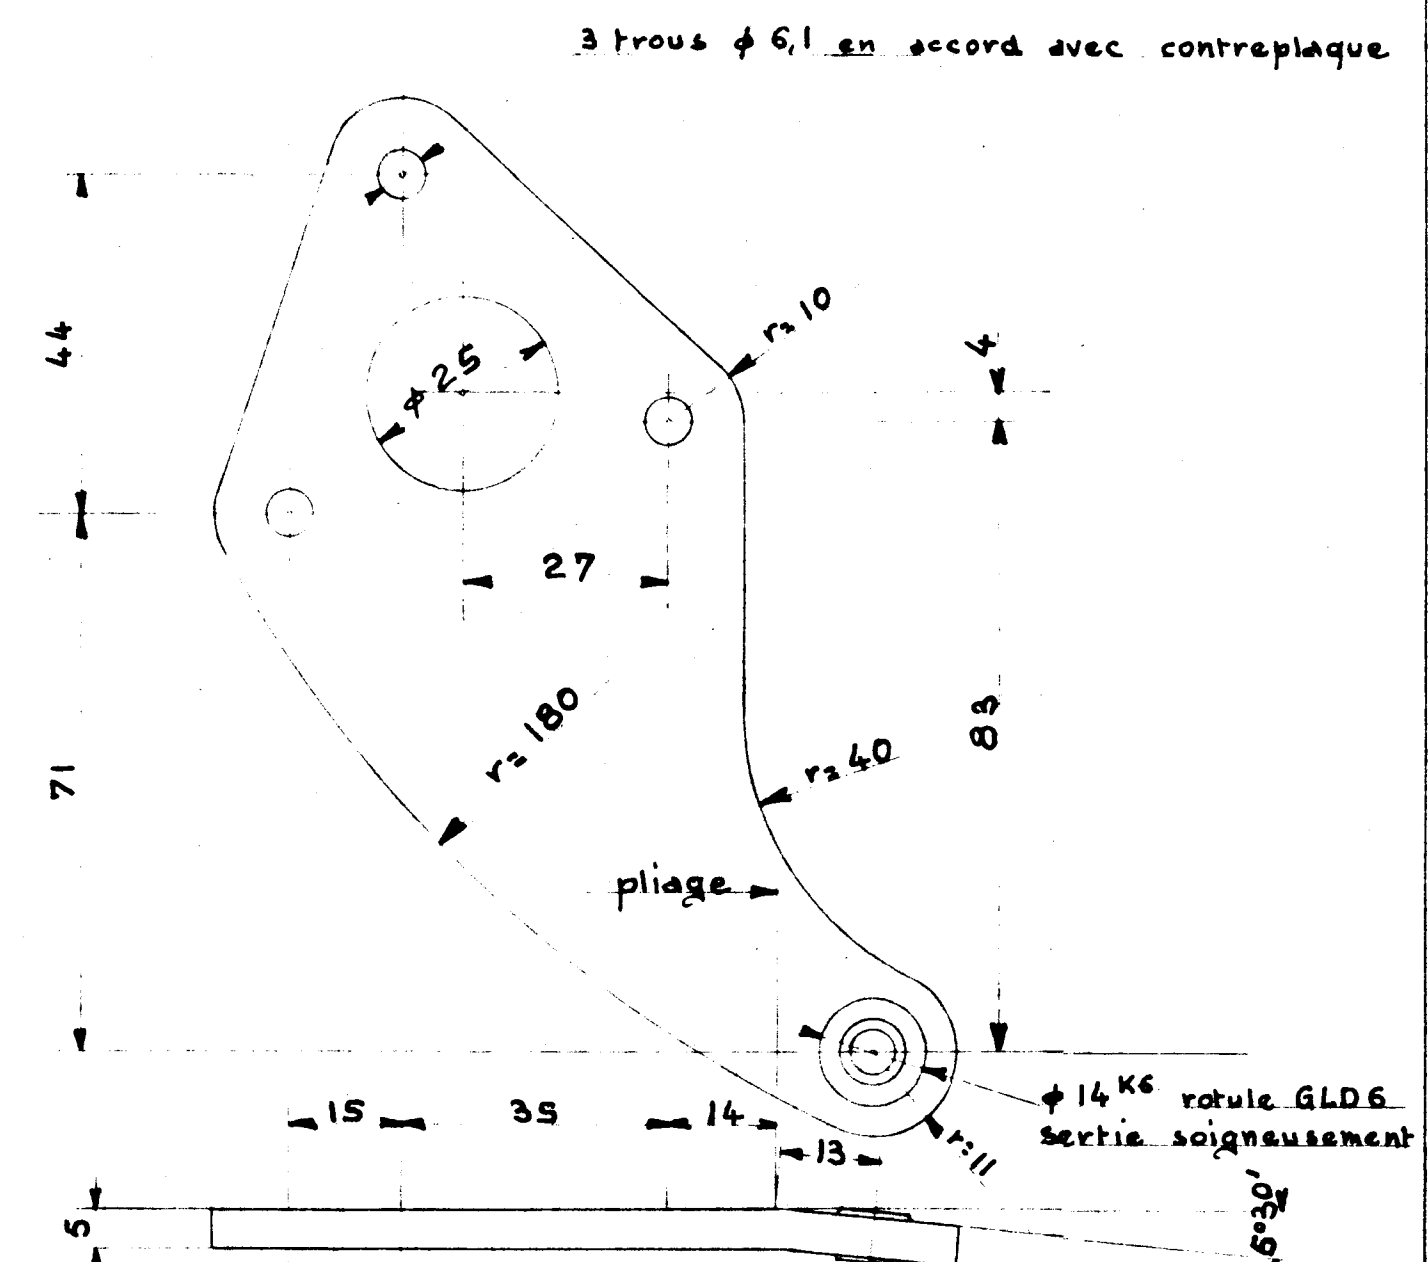 3 trous ϕ 6,1 en accord avec contreplaque
r=10
4
44
ϕ 25
27
r=180
83
71
r=40
pliage
15
35
14
13
ϕ 14 K6 rotule GLD6
sertie soigneusement
r=11
5
6°30'